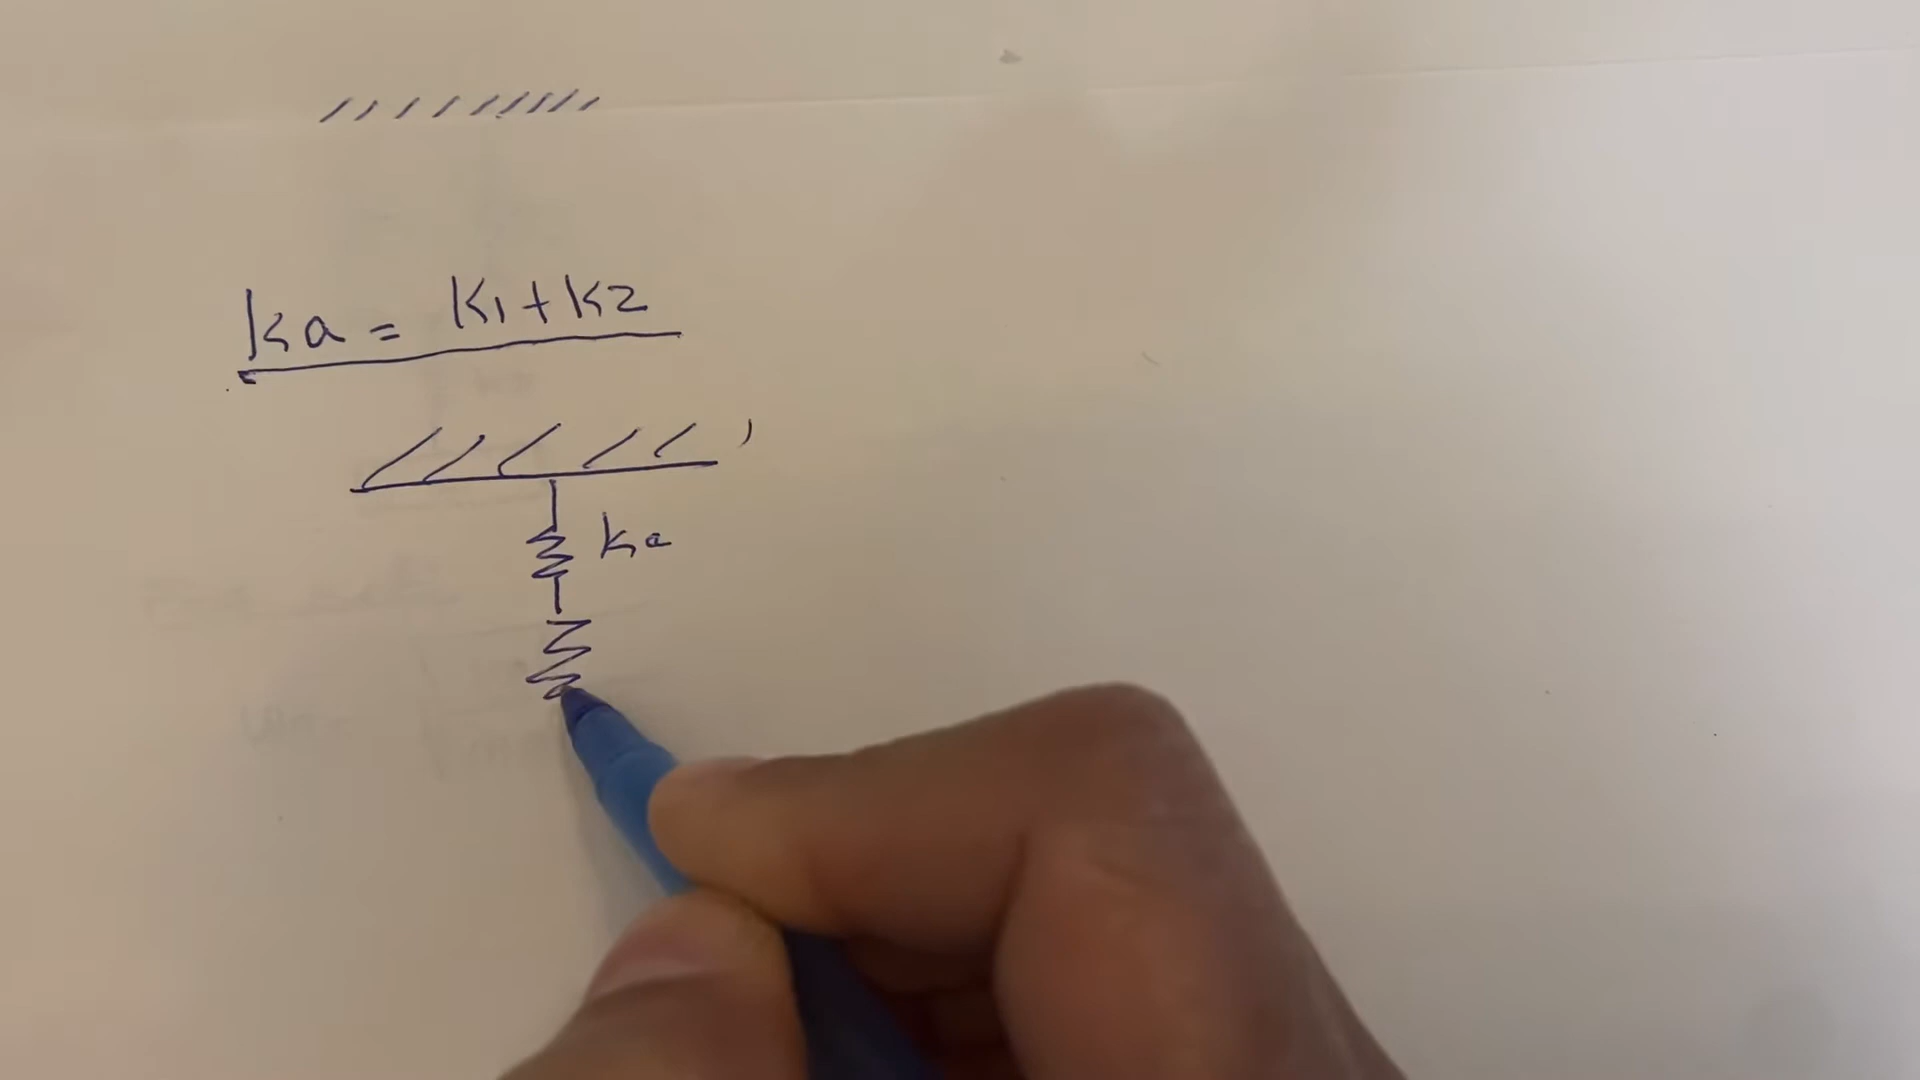 ka = k1+k2
ka